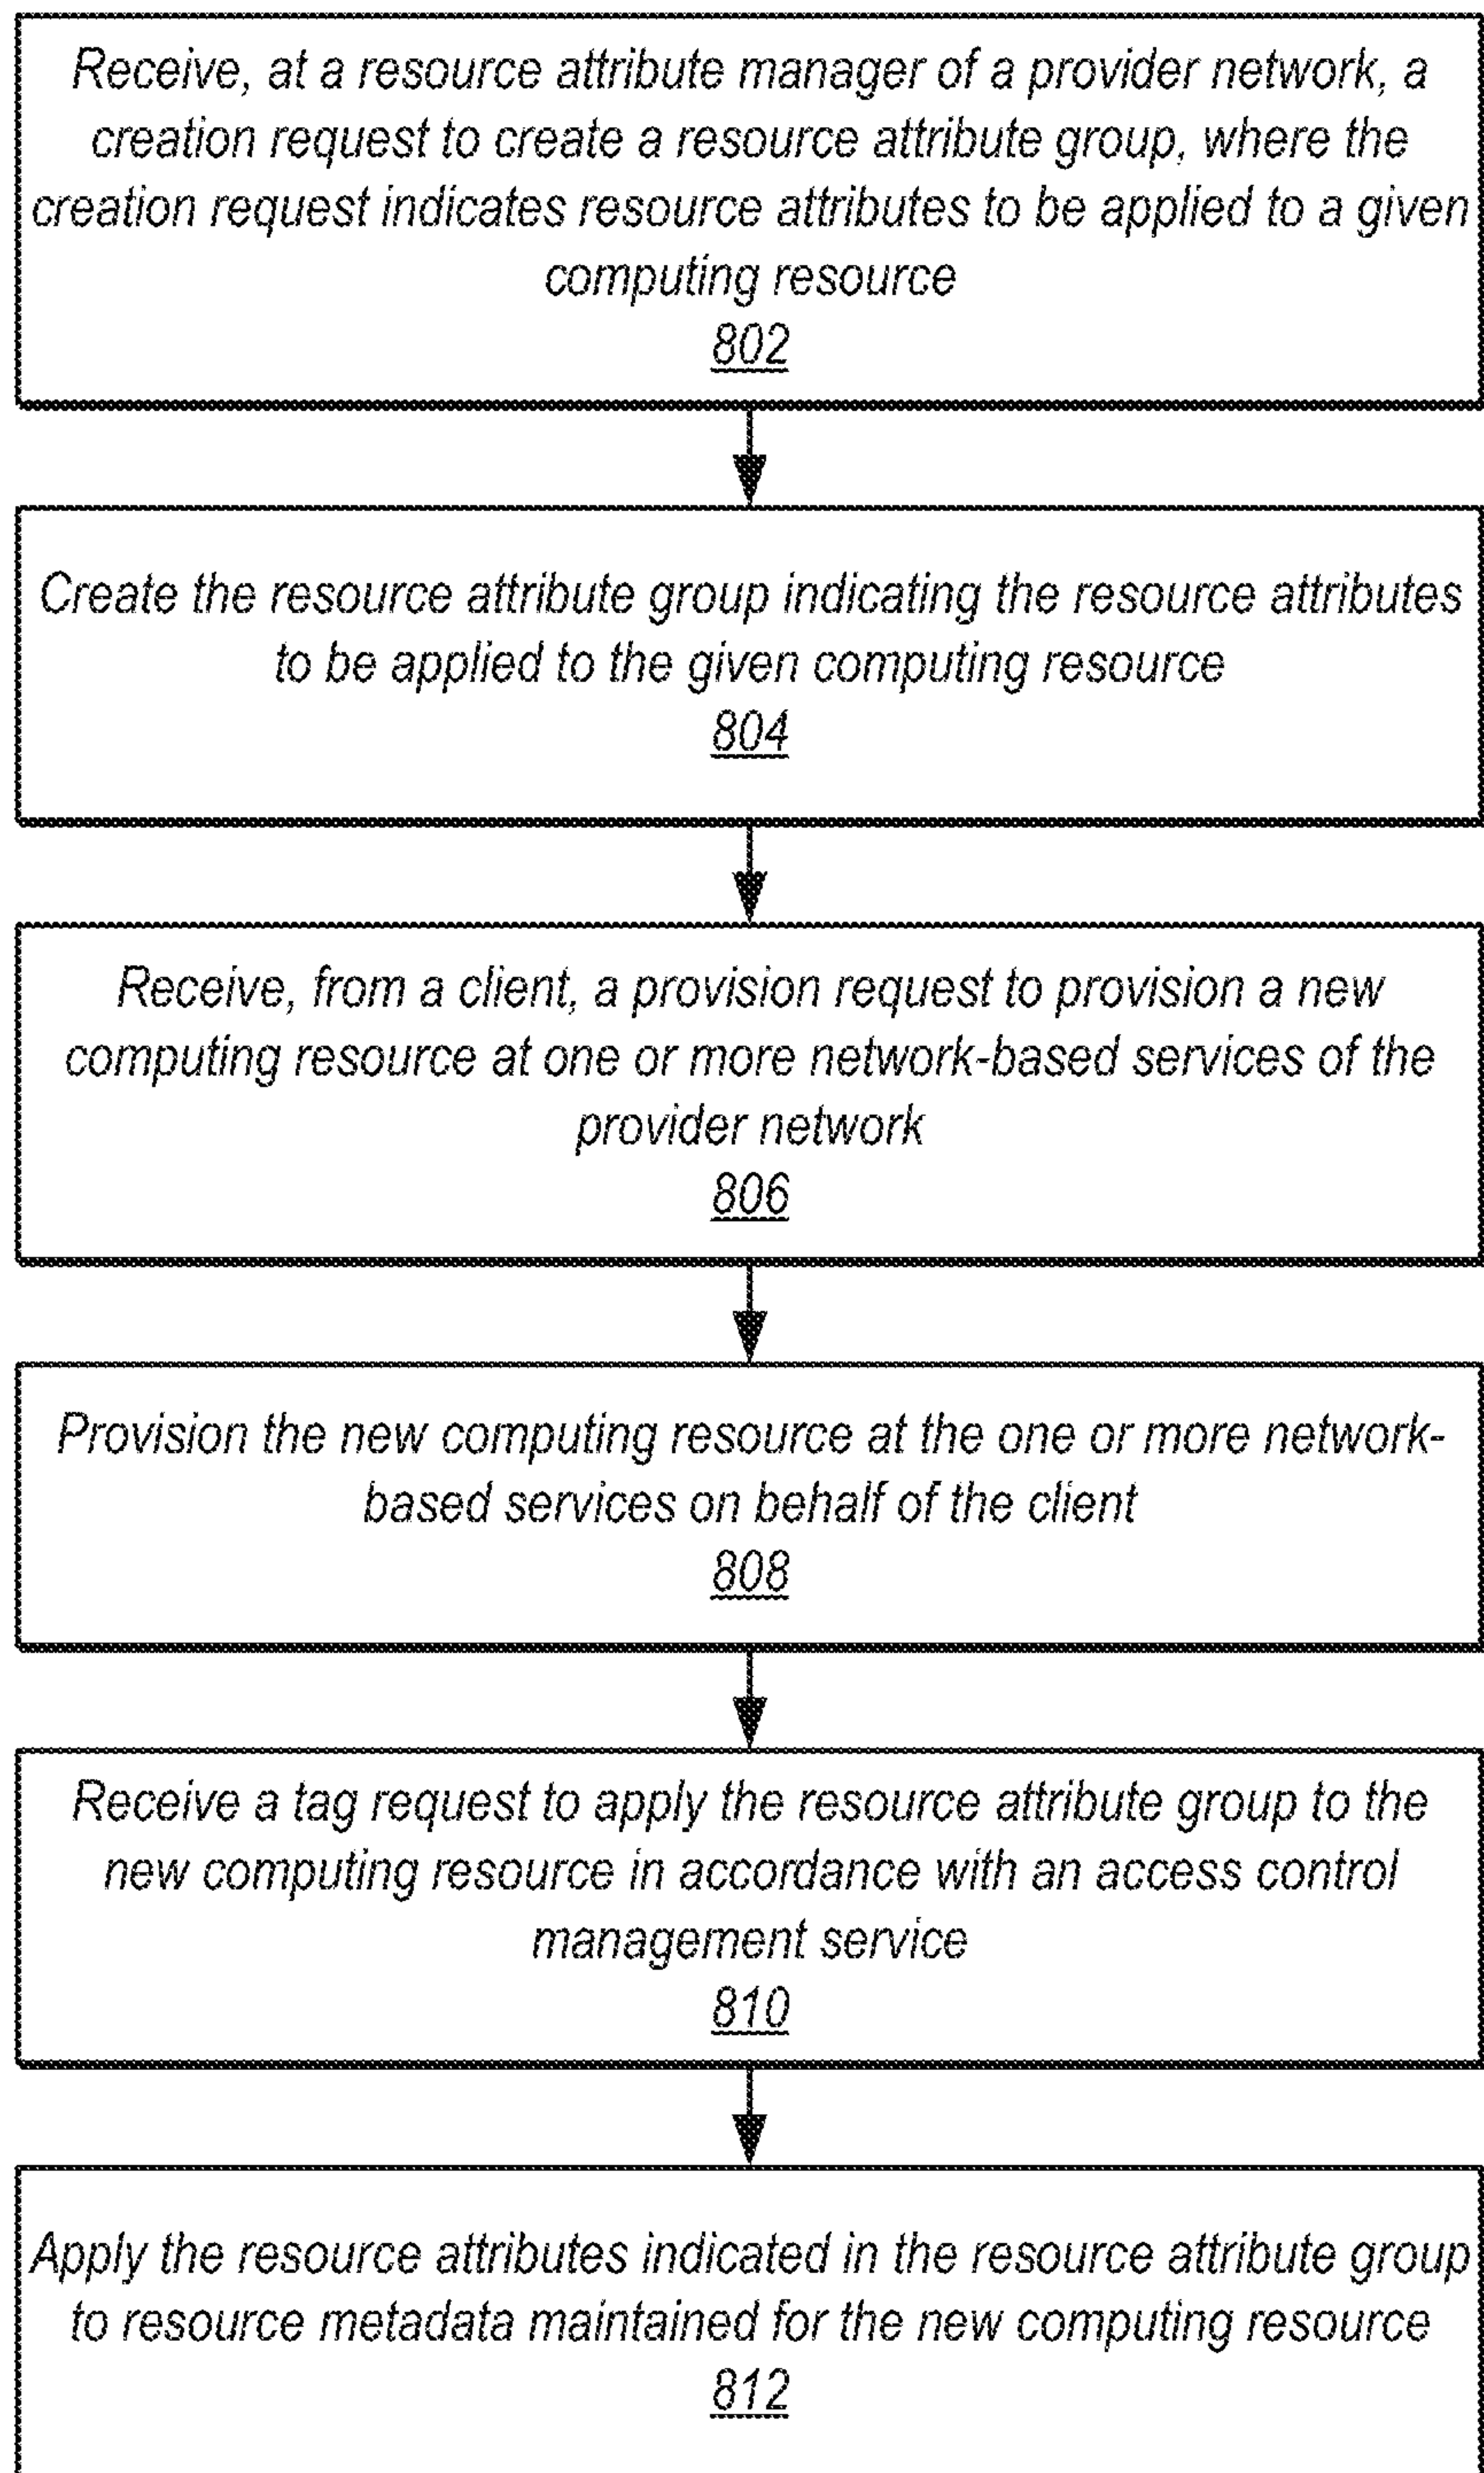 Receive, at a resource attribute manager of a provider network, a
creation request to create a resource attribute group, where the
creation request indicates resource attributes to be applied to a given
computing resource
802
Create the resource attribute group indicating the resource attributes
to be applied to the given computing resource
804
Receive, from a client, a provision request to provision a new
computing resource at one or more network-based services of the
provider network
806
Provision the new computing resource at the one or more network-
based services on behalf of the client
808
Receive a tag request to apply the resource attribute group to the
new computing resource in accordance with an access control
management service
810
Apply the resource attributes indicated in the resource attribute group
to resource metadata maintained for the new computing resource
812